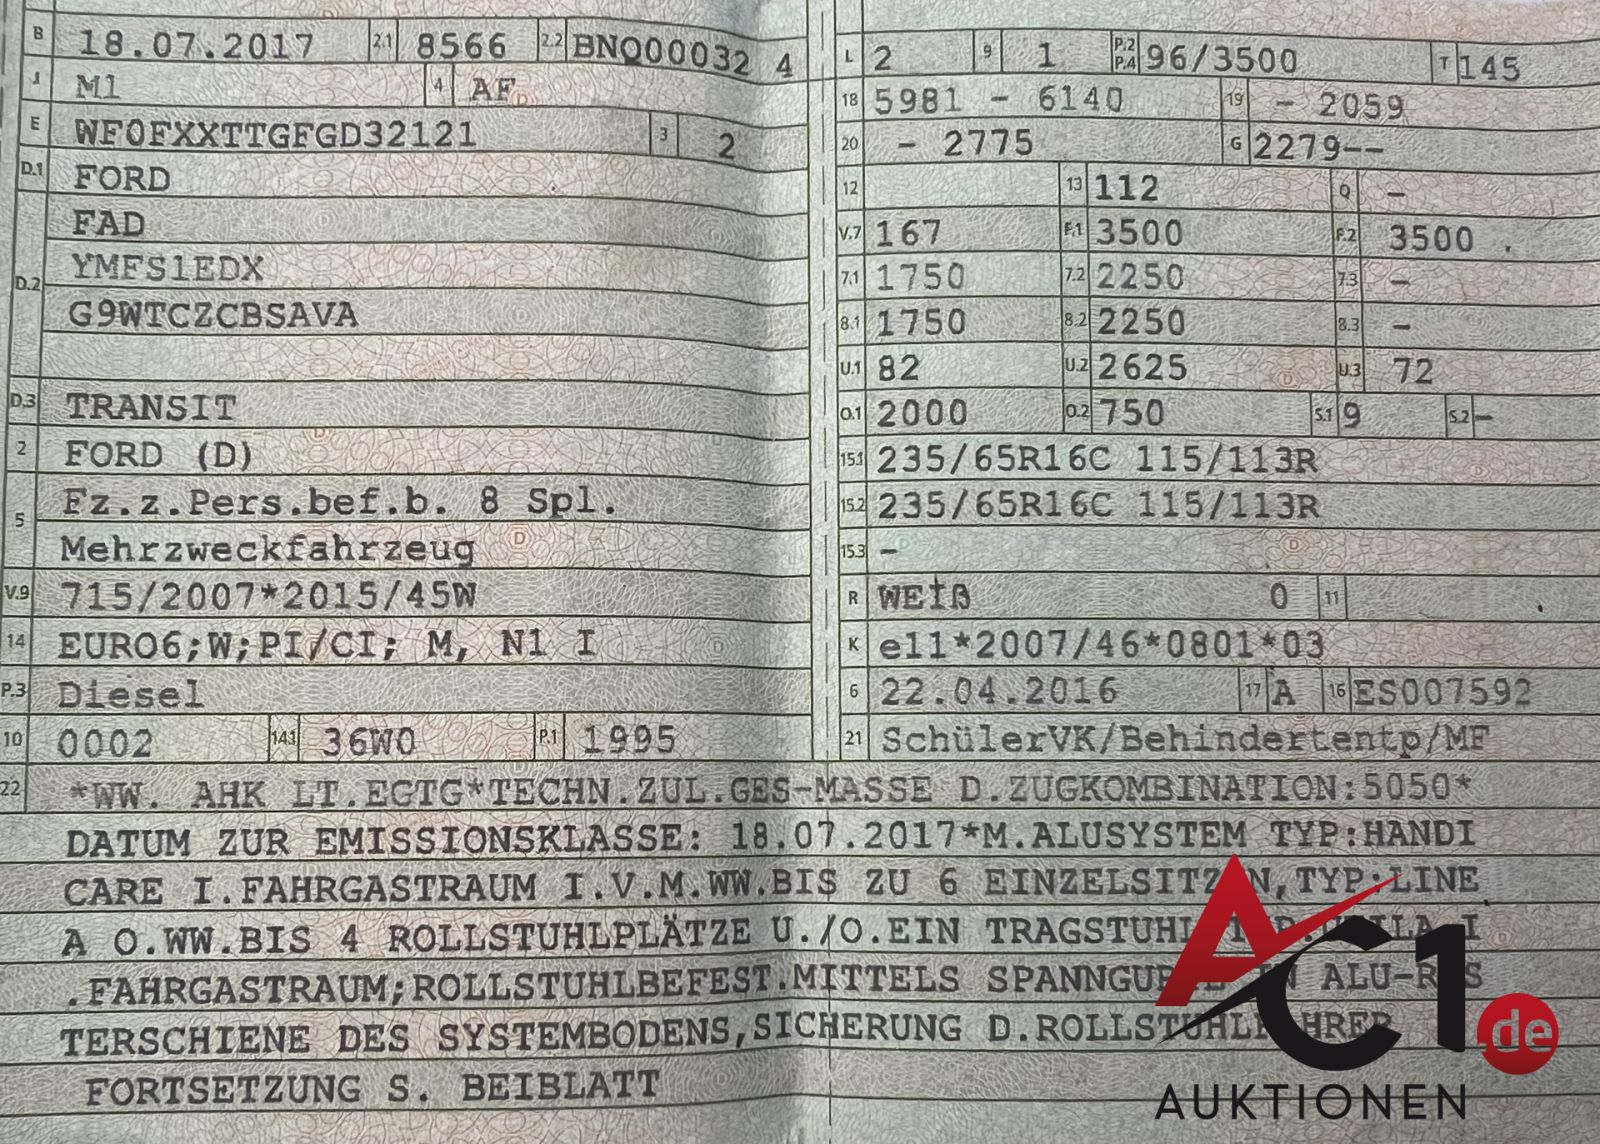 B 18.07.2017 2.1 8566 2.2 BNQ00032 4
J M1 4 AF
E WF0FXXTTGFGD32121 3 2
D.1 FORD
D.2 FAD
YMFS1EDX
G9WTCZCBSAVA
D.3 TRANSIT
2 FORD (D)
5 Fz.z.Pers.bef.b. 8 Spl.
Mehrzweckfahrzeug
V.9 715/2007*2015/45W
14 EURO6;W;PI/CI; M, N1 I
P.3 Diesel
10 0002 14.1 36W0 P.1 1995
L 2 9 1 P.2 P.4 96/3500 T 145
18 5981 - 6140 19 - 2059
20 - 2775 G 2279--
12 13 112 Q -
V.7 167 F.1 3500 F.2 3500
7.1 1750 7.2 2250 7.3 -
8.1 1750 8.2 2250 8.3 -
U.1 82 U.2 2625 U.3 72
O.1 2000 O.2 750 S.1 9 S.2 -
15.1 235/65R16C 115/113R
15.2 235/65R16C 115/113R
15.3 -
R WEIß 0 11
K e11*2007/46*0801*03
6 22.04.2016 17 A 16 ES007592
21 SchülerVK/Behindertentp/MF
22 *WW. AHK LT.EGTG*TECHN.ZUL.GES-MASSE D.ZUGKOMBINATION:5050*
DATUM ZUR EMISSIONSKLASSE: 18.07.2017*M.ALUSYSTEM TYP:HANDI
CARE I.FAHRGASTRAUM I.V.M.WW.BIS ZU 6 EINZELSITZEN,TYP:LINE
A O.WW.BIS 4 ROLLSTUHLPLÄTZE U./O.EIN TRAGSTUHL I
.FAHRGASTRAUM;ROLLSTUHLBEFEST.MITTELS SPANNGURTE IN ALU-RAS
TERSCHIENE DES SYSTEMBODENS,SICHERUNG D.ROLLSTUHLFAHRER
FORTSETZUNG S. BEIBLATT
AC1.de
AUKTIONEN